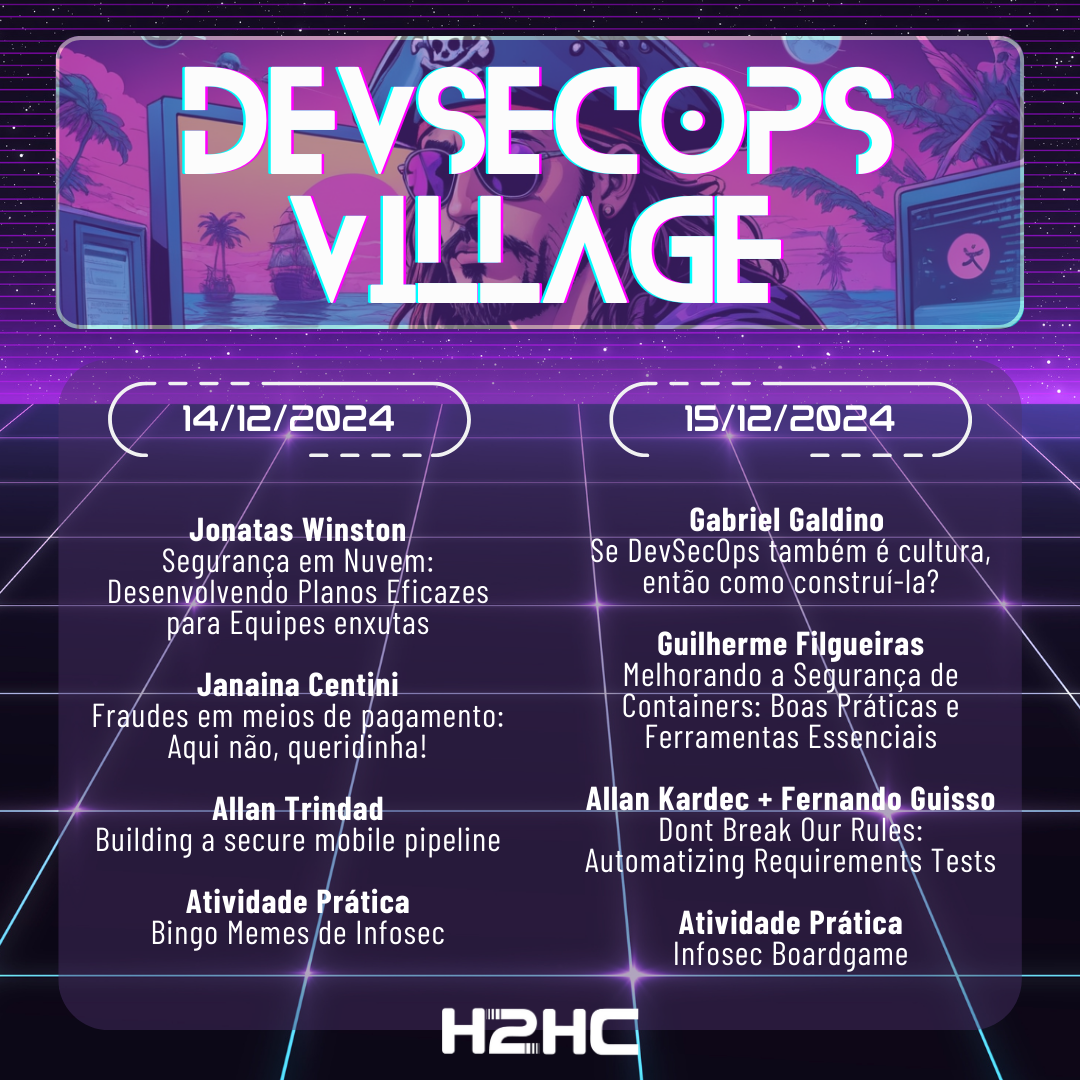 DEVSECOPS
VILLAGE
14/12/2024
Jonatas Winston
Segurança em Nuvem:
Desenvolvendo Planos Eficazes
para Equipes enxutas
Janaina Centini
Fraudes em meios de pagamento:
Aqui não, queridinha!
Allan Trindad
Building a secure mobile pipeline
Atividade Prática
Bingo Memes de Infosec
15/12/2024
Gabriel Galdino
Se DevSecOps também é cultura,
então como construí-la?
Guilherme Filgueiras
Melhorando a Segurança de
Containers: Boas Práticas e
Ferramentas Essenciais
Allan Kardec + Fernando Guisso
Dont Break Our Rules:
Automatizing Requirements Tests
Atividade Prática
Infosec Boardgame
H2HC